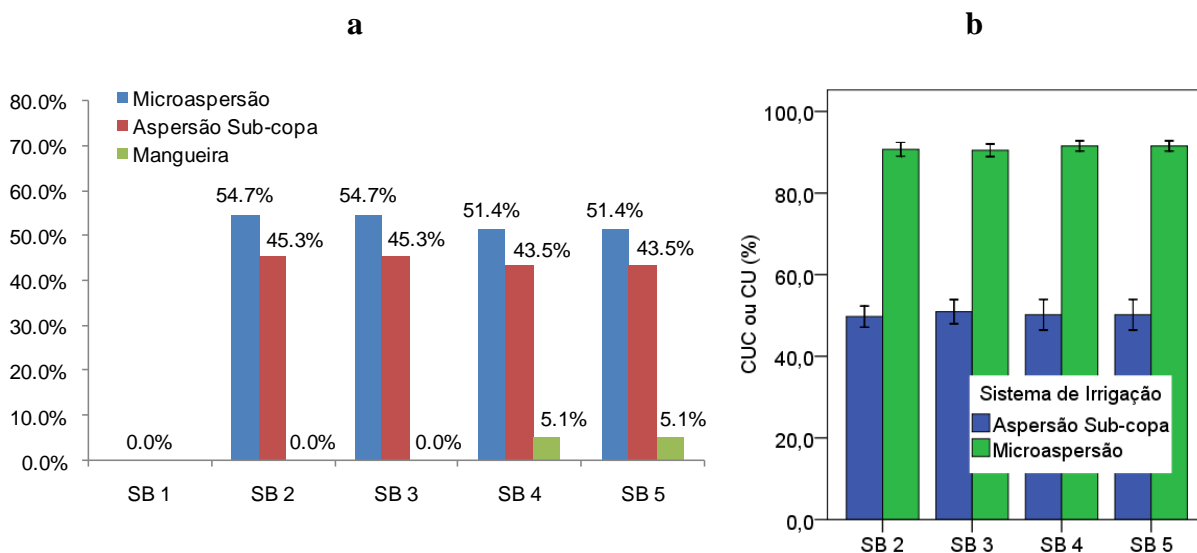 a
Microaspersão
Aspersão Sub-copa
Mangueira
80.0%
70.0%
60.0%
50.0%
40.0%
30.0%
20.0%
10.0%
0.0%
0.0%
54.7%
45.3%
0.0%
54.7%
45.3%
0.0%
51.4%
43.5%
5.1%
51.4%
43.5%
5.1%
SB 1 SB 2 SB 3 SB 4 SB 5
b
CUC ou CU (%)
100,0
80,0
60,0
40,0
20,0
0,0
Sistema de Irrigação
Aspersão Sub-copa
Microaspersão
SB 2 SB 3 SB 4 SB 5